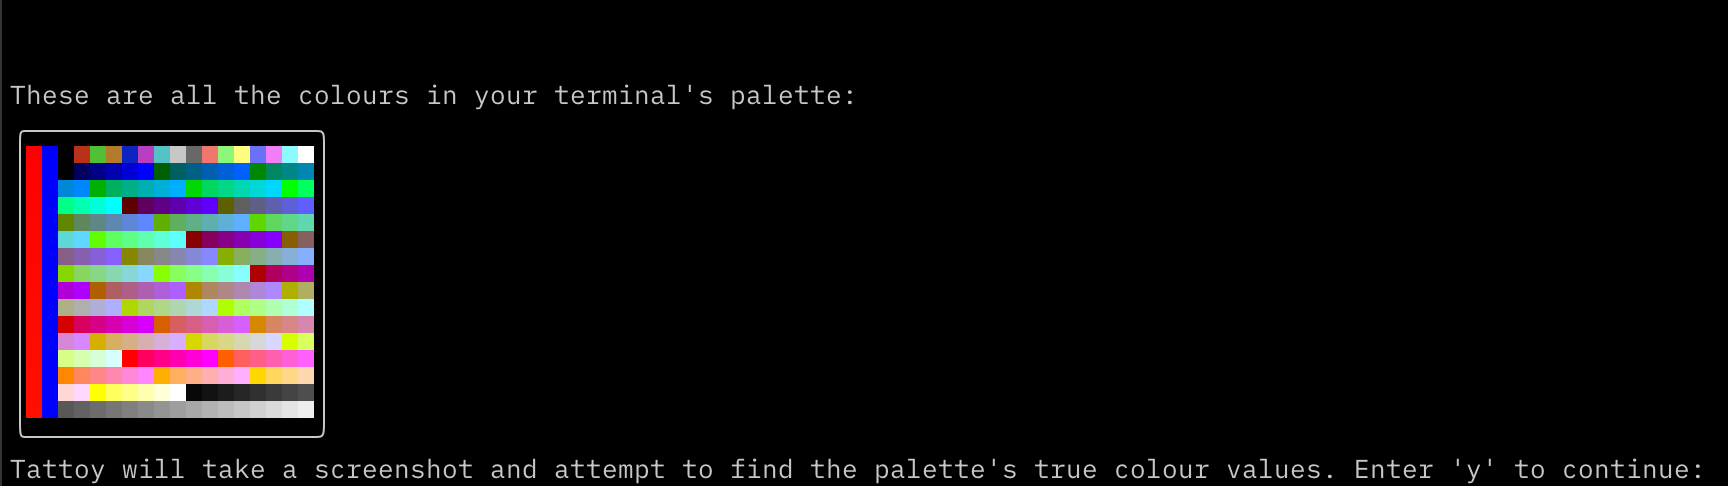 These are all the colours in your terminal's palette:
Tattoy will take a screenshot and attempt to find the palette's true colour values. Enter 'y' to continue: